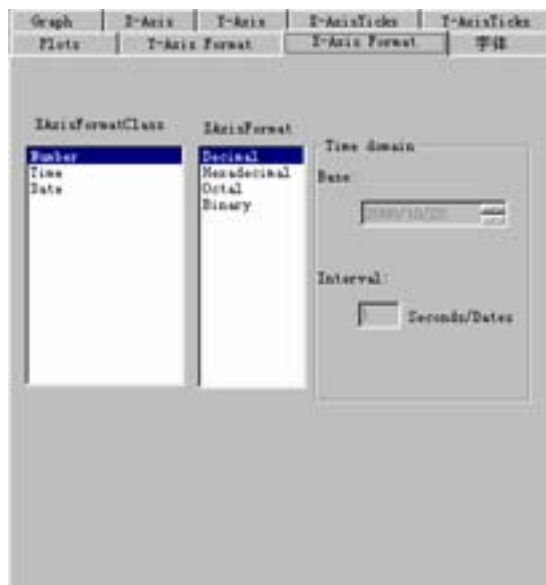 Graph X-Axis Y-Axis X-AxisTicks Y-AxisTicks
Plots Y-Axis Format X-Axis Format 字体
XAxisFormatClass XAxisFormat
Number
Time
Date
Decimal
Hexadecimal
Octal
Binary
Time domain
Base:
Interval:
Seconds/Dates